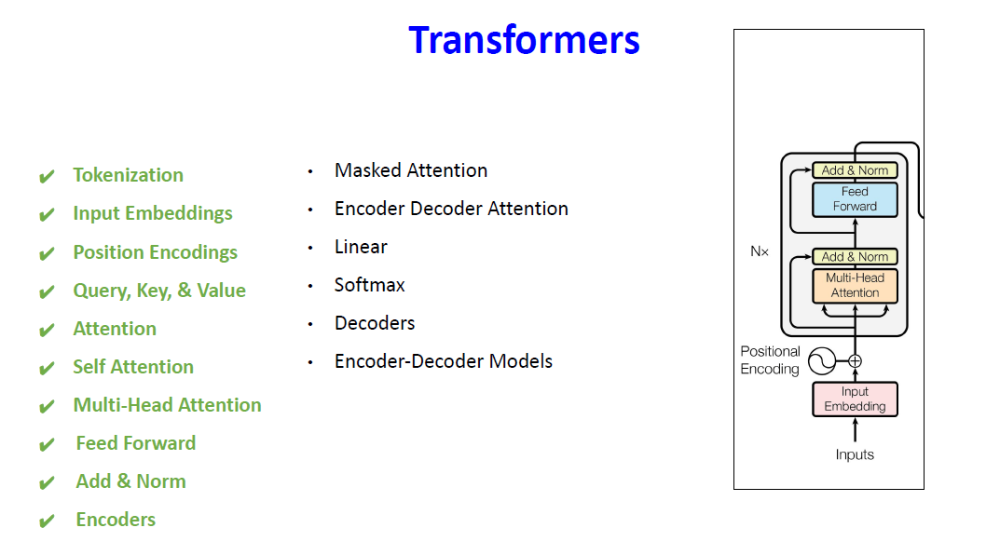 Transformers
✔ Tokenization
✔ Input Embeddings
✔ Position Encodings
✔ Query, Key, & Value
✔ Attention
✔ Self Attention
✔ Multi-Head Attention
✔ Feed Forward
✔ Add & Norm
✔ Encoders
• Masked Attention
• Encoder Decoder Attention
• Linear
• Softmax
• Decoders
• Encoder-Decoder Models
Add & Norm
Feed
Forward
Nx
Add & Norm
Multi-Head
Attention
Positional
Encoding
Input
Embedding
Inputs